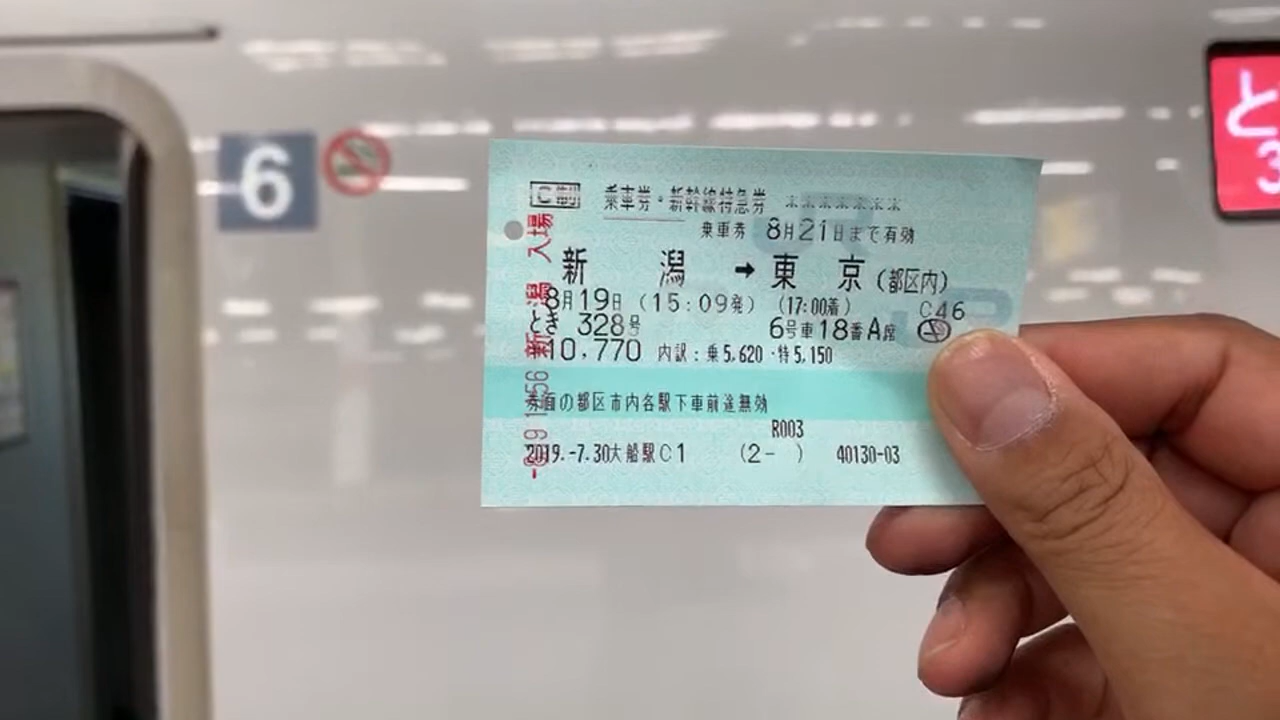 6
と
3
C制 乗車券・新幹線特急券 ※※※※※※※
乗車券 8月21日まで有効
新潟 ➡ 東京(都区内)
8月19日 (15:09発) (17:00着) C46
とき 328号 6号車18番A席
10,770 内訳:乗5,620・特5,150
券面の都区市内各駅下車前途無効
R003
2019.-7.30大船駅C1 (2- ) 40130-03
新潟 入場